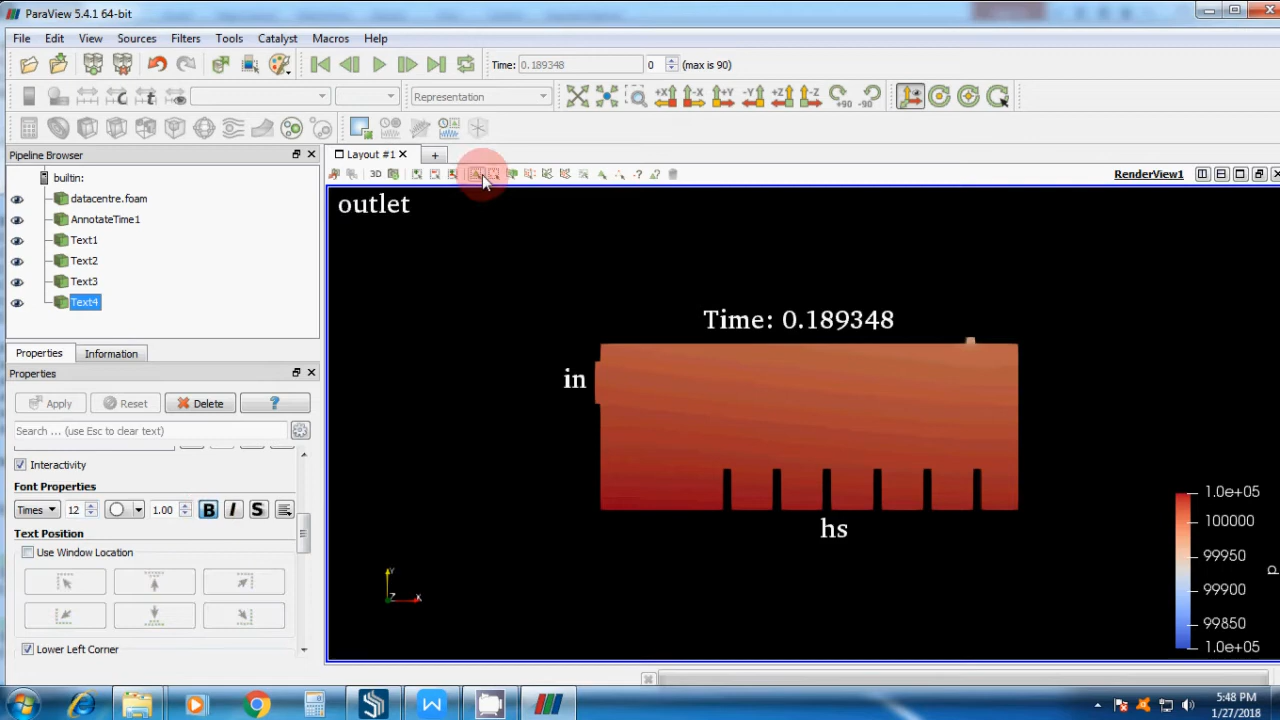 ParaView 5.4.1 64-bit
File Edit View Sources Filters Tools Catalyst Macros Help
Time: 0.189348 0 (max is 90)
Representation +X -X +Y -Y +Z -Z +90 -90
Pipeline Browser
Layout #1
builtin:
3D
RenderView1
datacentre.foam
AnnotateTime1
Text1
Text2
Text3
Text4
outlet
Time: 0.189348
in
hs
Y
Z X
1.0e+05
100000
99950
99900
99850
1.0e+05
p
Properties Information
Properties
Apply Reset Delete ?
Search ... (use Esc to clear text)
Interactivity
Font Properties
Times 12 1.00 B I S
Text Position
Use Window Location
Lower Left Corner
5:48 PM
1/27/2018